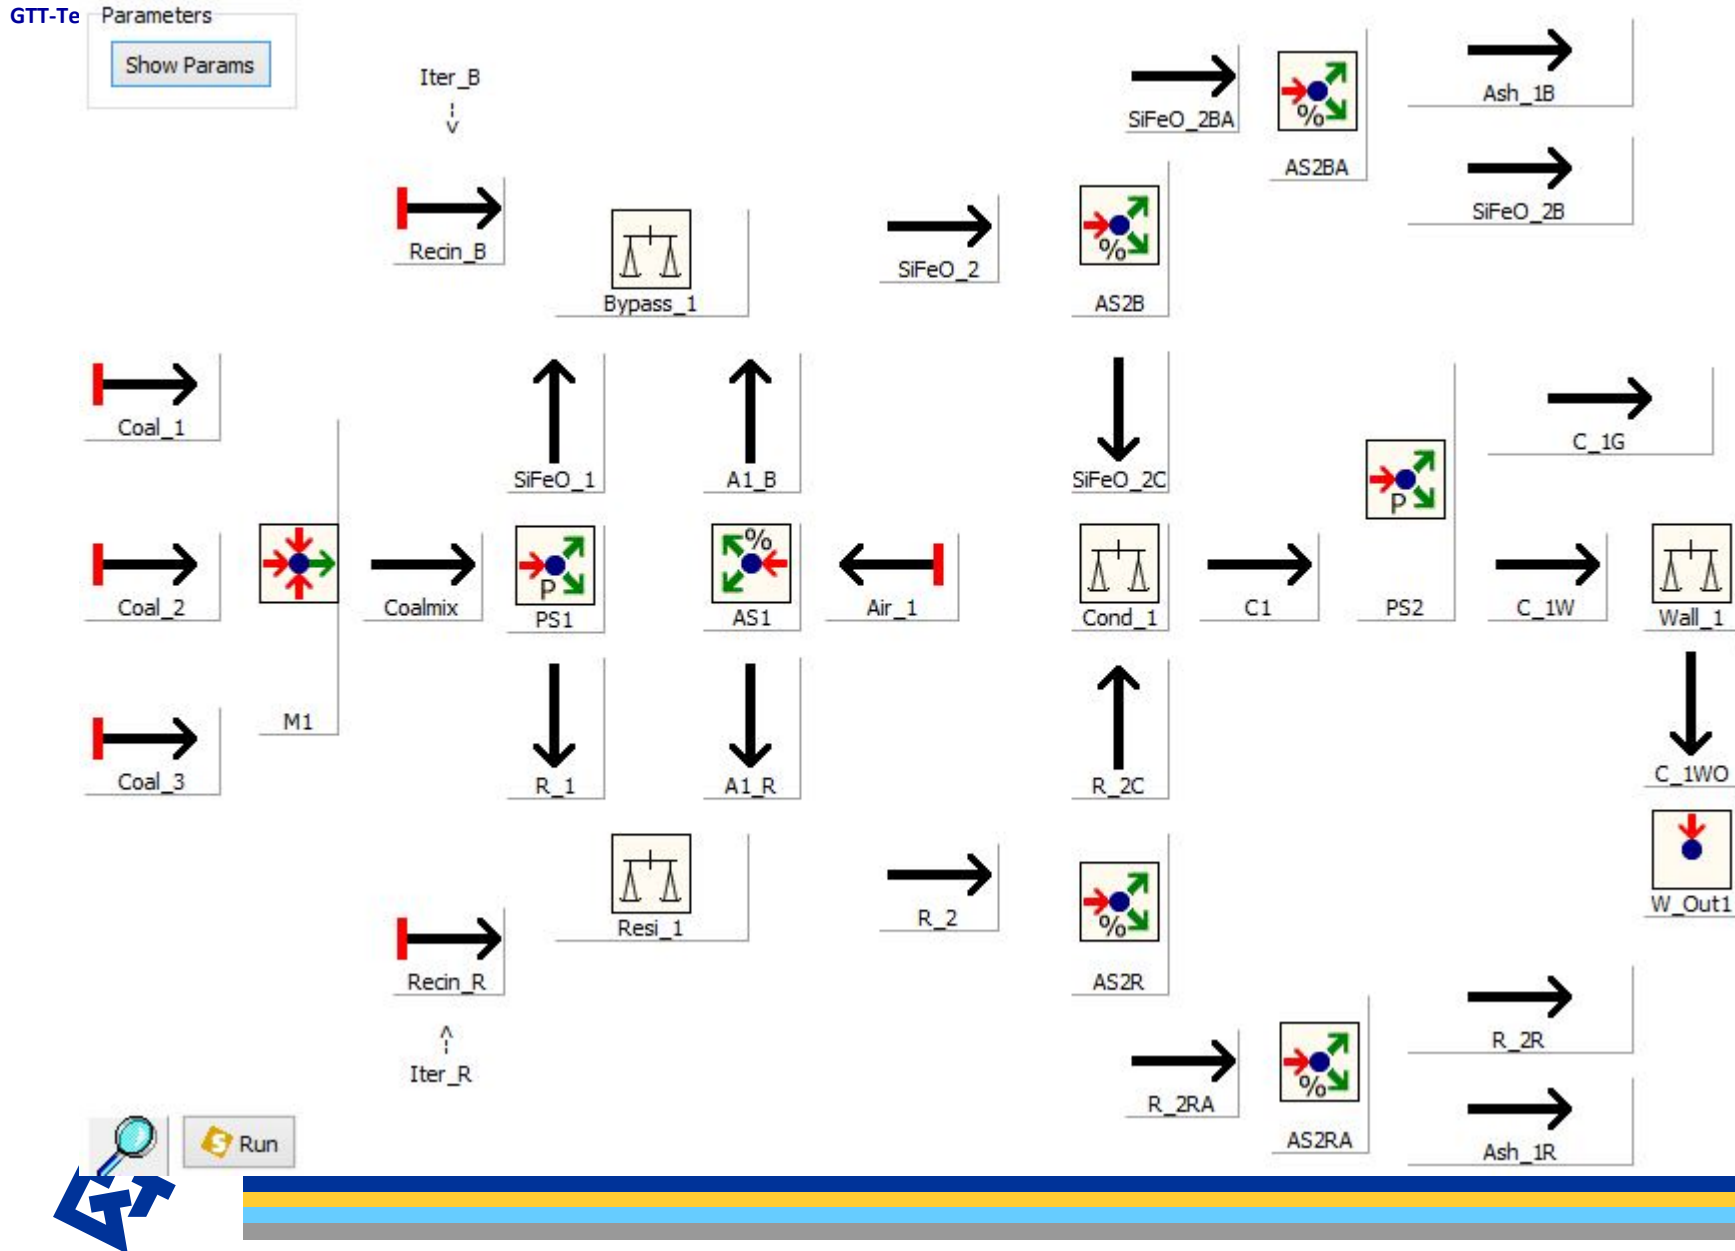 GTT-Te
Parameters
Show Params
Iter_B
SiFeO_2BA
%
AS2BA
Ash_1B
SiFeO_2B
Recin_B
Bypass_1
SiFeO_2
%
AS2B
Coal_1
SiFeO_1
A1_B
SiFeO_2C
C_1G
Coal_2
Coalmix
P
PS1
%
AS1
Air_1
Cond_1
C1
P
PS2
C_1W
Wall_1
M1
Coal_3
R_1
A1_R
R_2C
C_1WO
Resi_1
R_2
%
AS2R
W_Out1
Recin_R
Iter_R
R_2RA
%
AS2RA
R_2R
Ash_1R
S Run
GTT